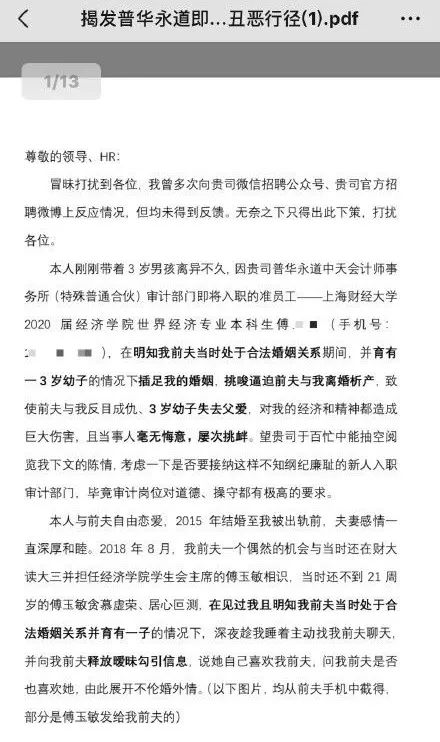 揭发普华永道即...丑恶行径(1).pdf
1/13
尊敬的领导、HR：
冒昧打扰到各位，我曾多次向贵司微信招聘公众号、贵司官方招
聘微博上反应情况，但均未得到反馈。无奈之下只得出此下策，打扰
各位。
本人刚刚带着 3 岁男孩离异不久，因贵司普华永道中天会计师事
务所（特殊普通合伙）审计部门即将入职的准员工——上海财经大学
2020 届经济学院世界经济专业本科生傅.（手机号：
1），在明知我前夫当时处于合法婚姻关系期间，并育有
一 3 岁幼子的情况下插足我的婚姻，挑唆逼迫前夫与我离婚析产，致
使前夫与我反目成仇、3 岁幼子失去父爱，对我的经济和精神都造成
巨大伤害，且当事人毫无悔意，屡次挑衅。望贵司于百忙中能抽空阅
览我下文的陈情，考虑一下是否要接纳这样不知纲纪廉耻的新人入职
审计部门，毕竟审计岗位对道德、操守都有极高的要求。
本人与前夫自由恋爱，2015 年结婚至我被出轨前，夫妻感情一
直深厚和睦。2018 年 8 月，我前夫一个偶然的机会与当时还在财大
读大三并担任经济学院学生会主席的傅玉敏相识，当时还不到 21 周
岁的傅玉敏贪慕虚荣、居心叵测，在见过我且明知我前夫当时处于合
法婚姻关系并育有一子的情况下，深夜趁我睡着主动找我前夫聊天，
并向我前夫释放暧昧勾引信息，说她自己喜欢我前夫，问我前夫是否
也喜欢她，由此展开不伦婚外情。（以下图片，均从前夫手机中截得，
部分是傅玉敏发给我前夫的）